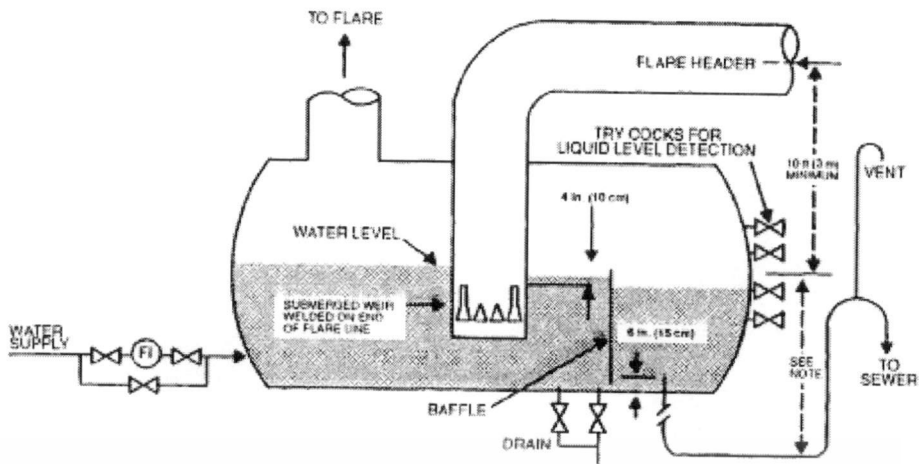 TO FLARE
FLARE HEADER
TRY COCKS FOR
LIQUID LEVEL DETECTION
10 ft (3 m)
MINIMUM
VENT
4 in. (10 cm)
WATER LEVEL
SUBMERGED WEIR
WELDED ON END
OF FLARE LINE
WATER
SUPPLY
FI
6 in. (15 cm)
SEE
NOTE
TO
SEWER
BAFFLE
DRAIN